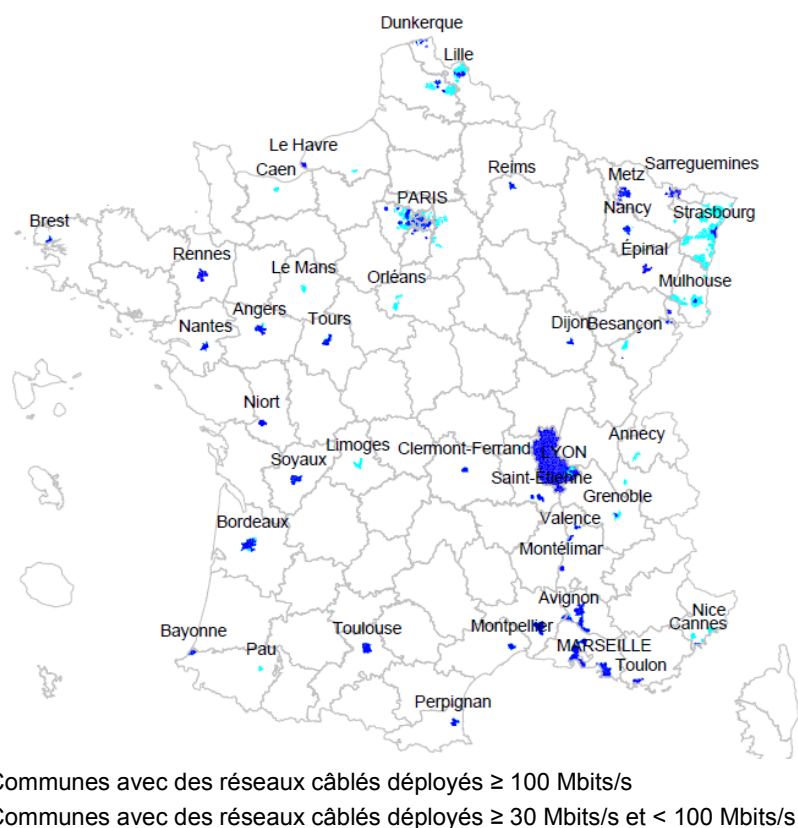 Dunkerque
Lille
Le Havre
Caen
Reims
Metz
Sarreguemines
PARIS
Nancy
Strasbourg
Brest
Rennes
Épinal
Le Mans
Orléans
Mulhouse
Angers
Nantes
Tours
Dijon
Besançon
Niort
Annecy
Limoges
Clermont-Ferrand
LYON
Soyaux
Saint-Etienne
Grenoble
Valence
Bordeaux
Montélimar
Avignon
Nice
Cannes
Bayonne
Toulouse
Montpellier
MARSEILLE
Pau
Toulon
Perpignan
Communes avec des réseaux câblés déployés ≥ 100 Mbits/s
Communes avec des réseaux câblés déployés ≥ 30 Mbits/s et < 100 Mbits/s